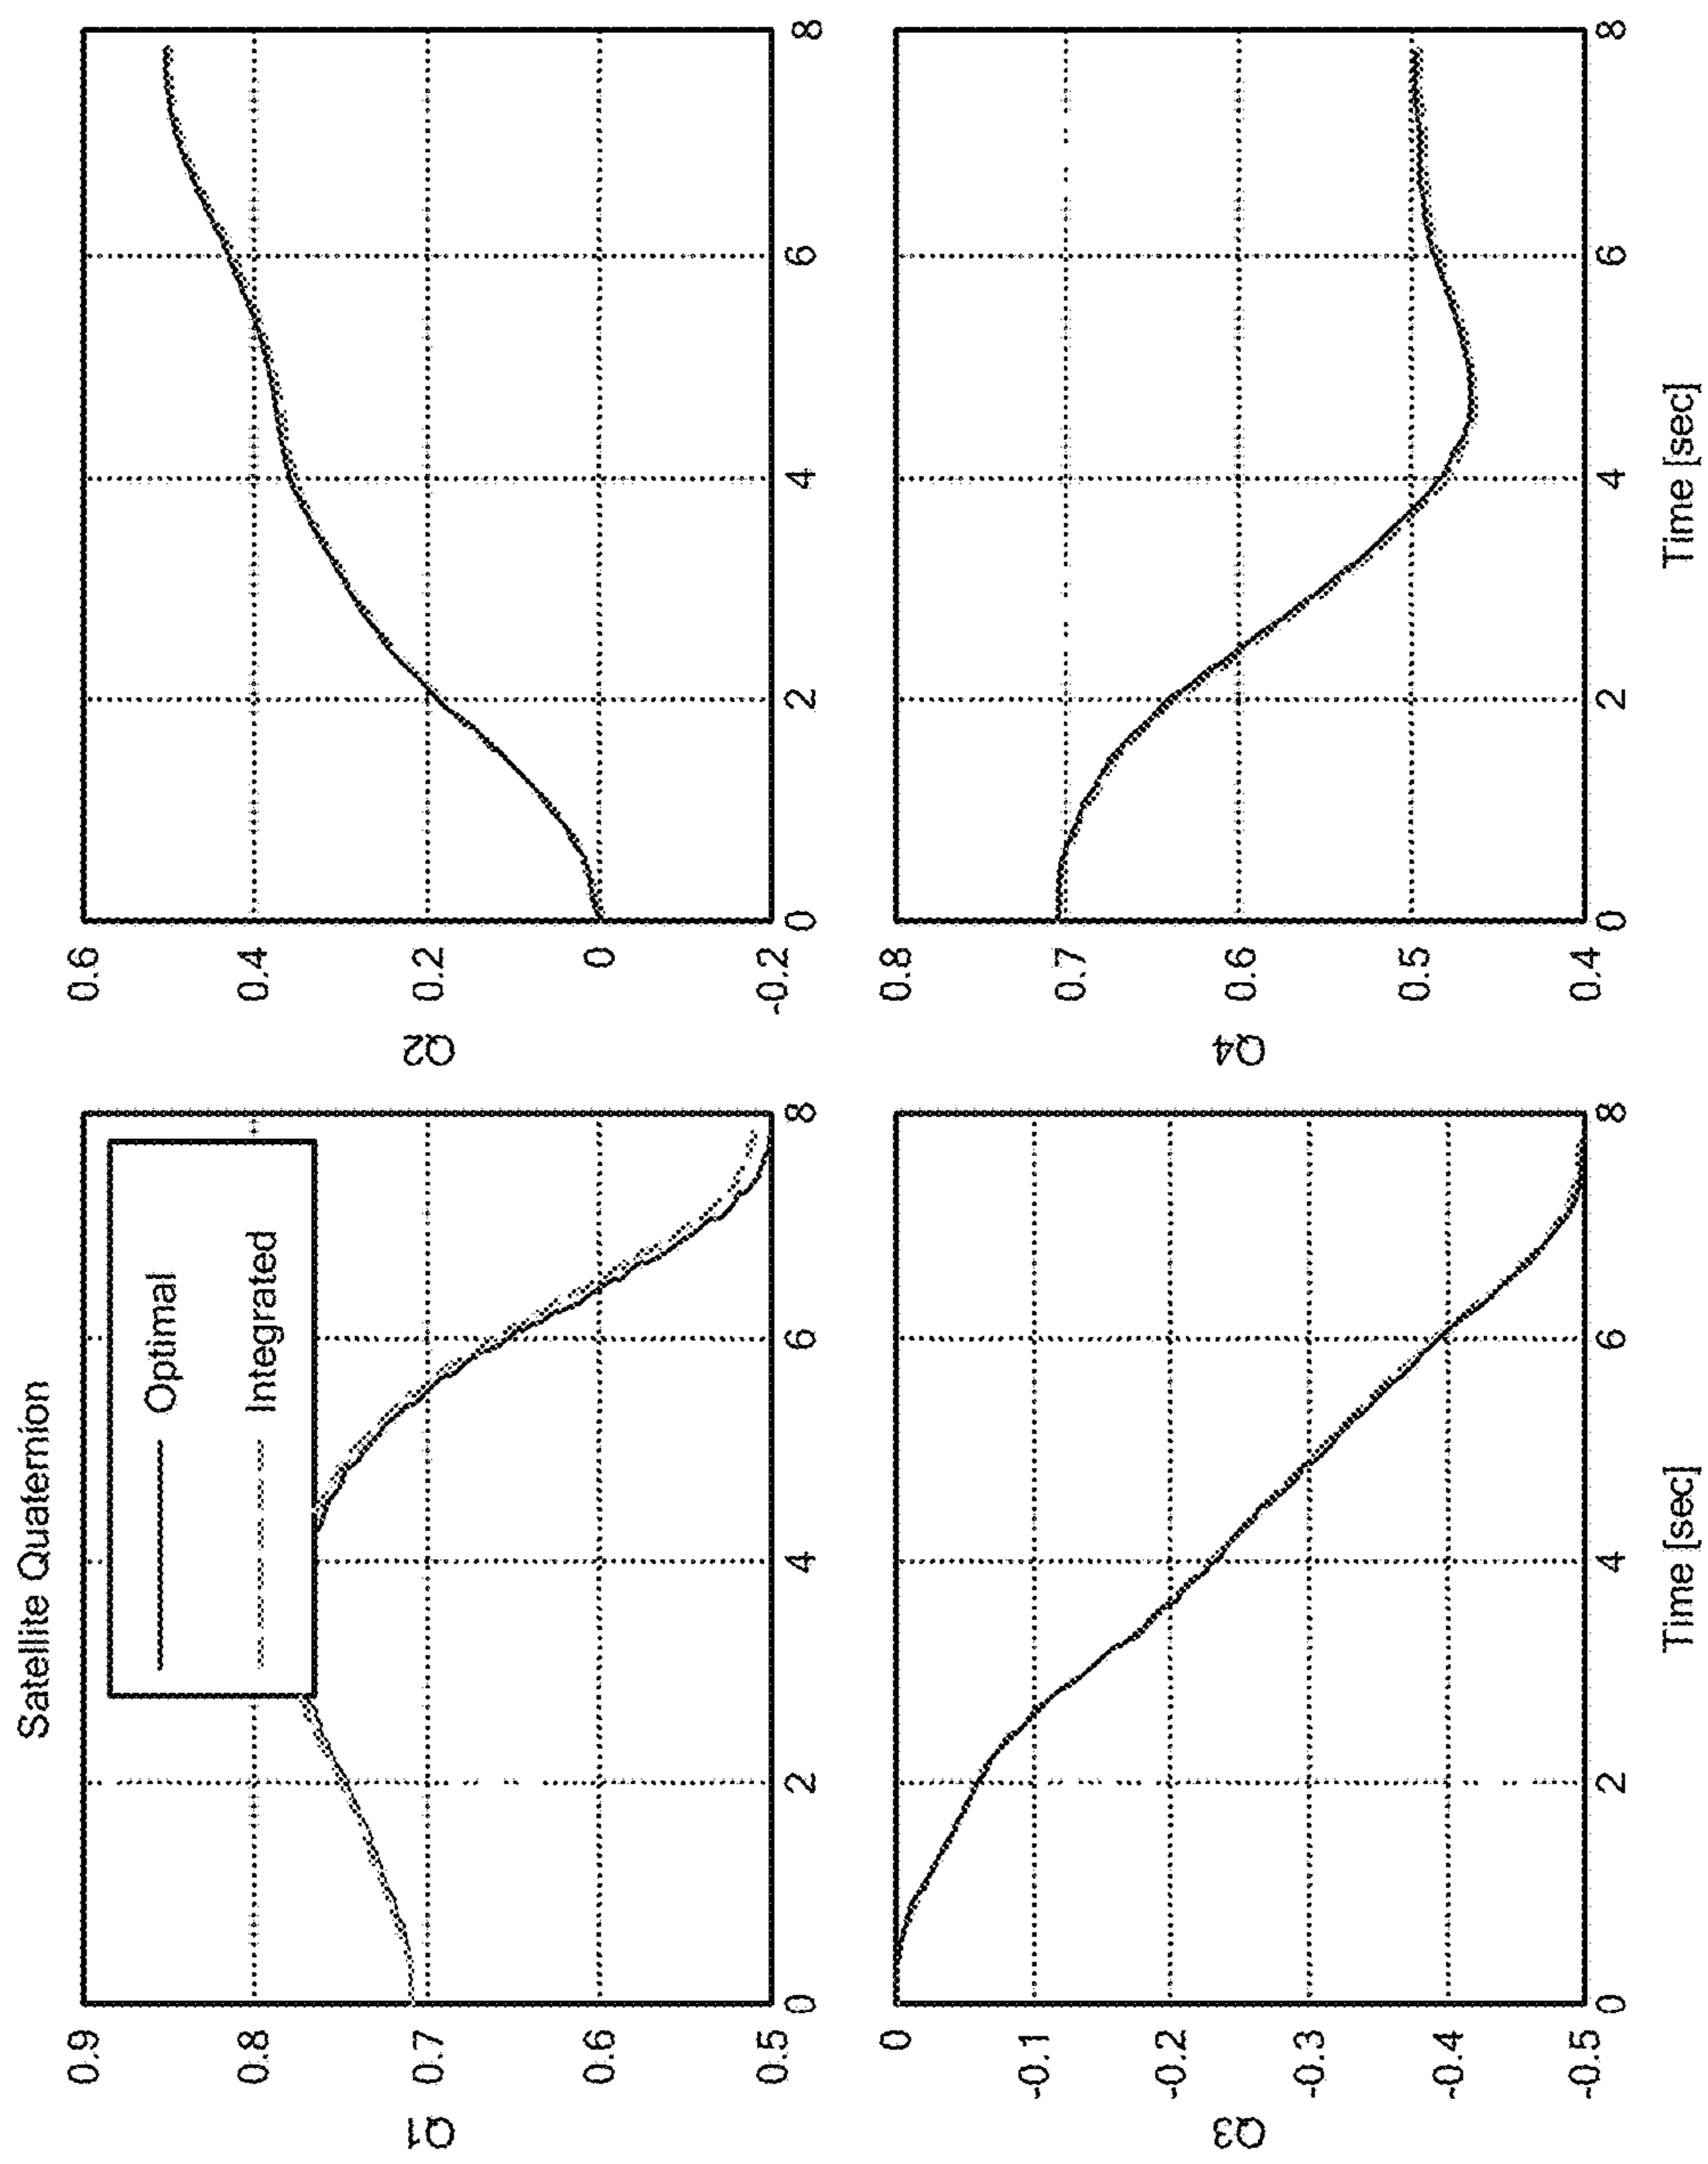 Satellite Quaternion
Optimal
Integrated
Q1
0.9
0.8
0.7
0.6
0.5
0 2 4 6 8
Q2
0.6
0.4
0.2
0
-0.2
0 2 4 6 8
Q3
0
-0.1
-0.2
-0.3
-0.4
-0.5
0 2 4 6 8
Time [sec]
Q4
0.8
0.7
0.6
0.5
0.4
0 2 4 6 8
Time [sec]